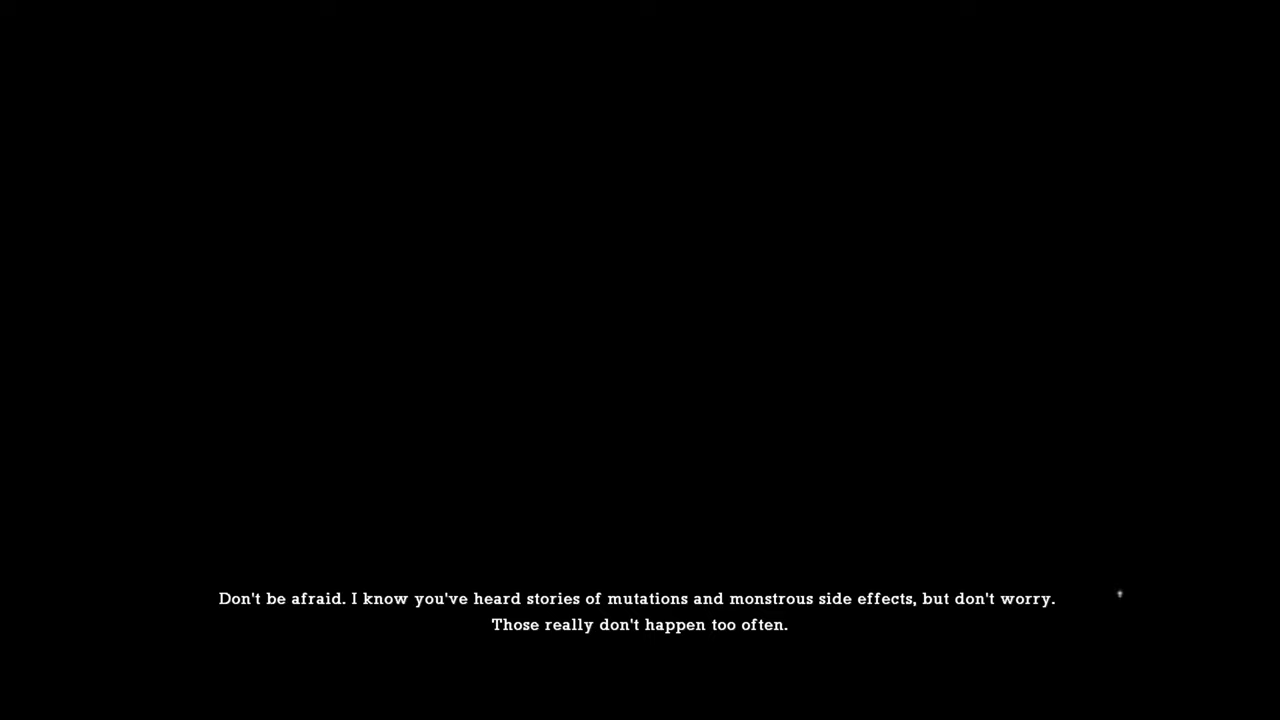 Don't be afraid. I know you've heard stories of mutations and monstrous side effects, but don't worry.
Those really don't happen too often.